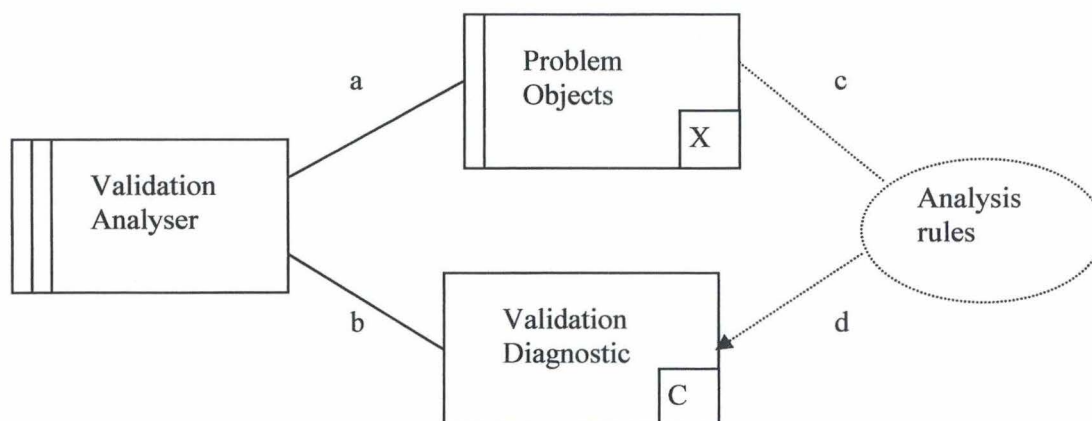 Problem
Objects
X
a
c
Validation
Analyser
Analysis
rules
b
d
Validation
Diagnostic
C